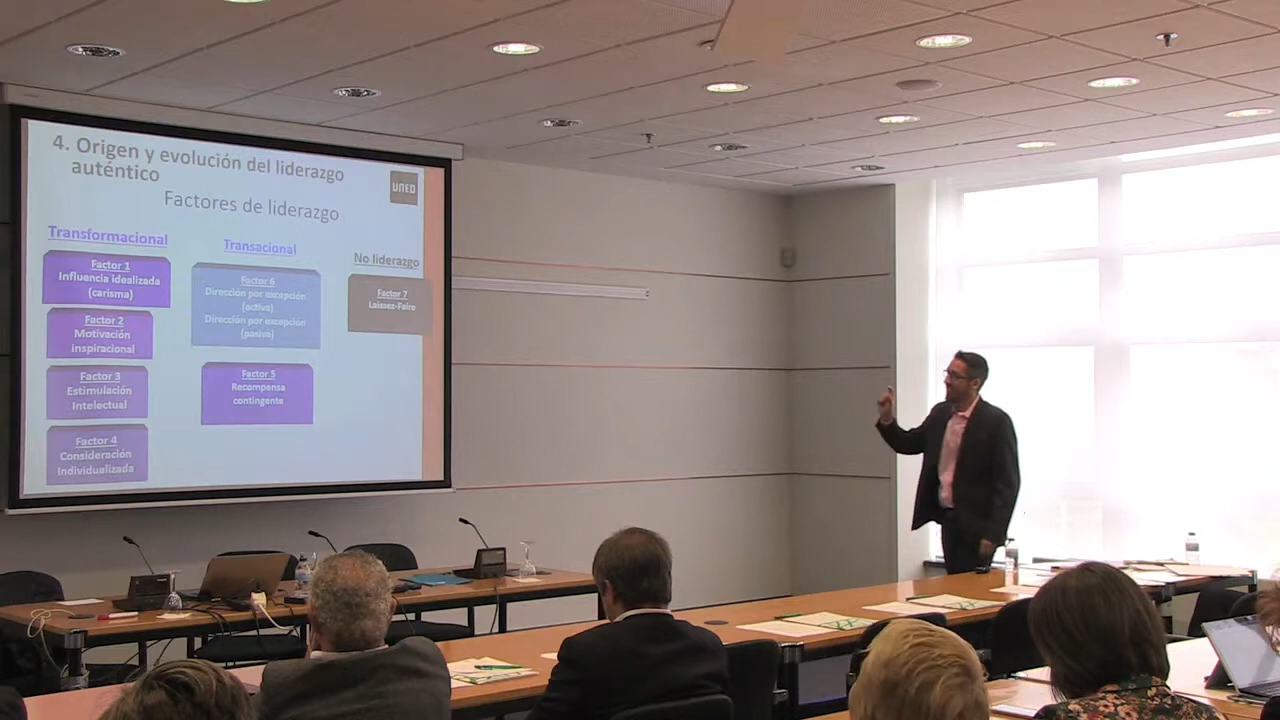 4. Origen y evolución del liderazgo
auténtico
UNED
Factores de liderazgo
Transformacional
Factor 1
Influencia idealizada
(carisma)
Factor 2
Motivación
inspiracional
Factor 3
Estimulación
Intelectual
Factor 4
Consideración
Individualizada
Transacional
Factor 6
Dirección por excepción
(activa)
Dirección por excepción
(pasiva)
Factor 5
Recompensa
contingente
No liderazgo
Factor 7
Laissez-Faire